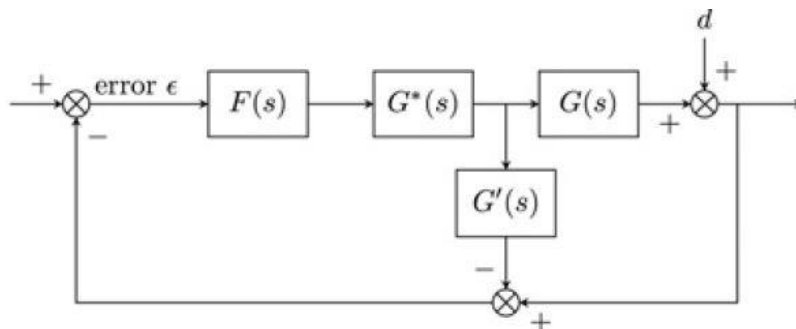 d
+
+ error ϵ F(s) G*(s) G(s) +
−
G′(s)
−
+